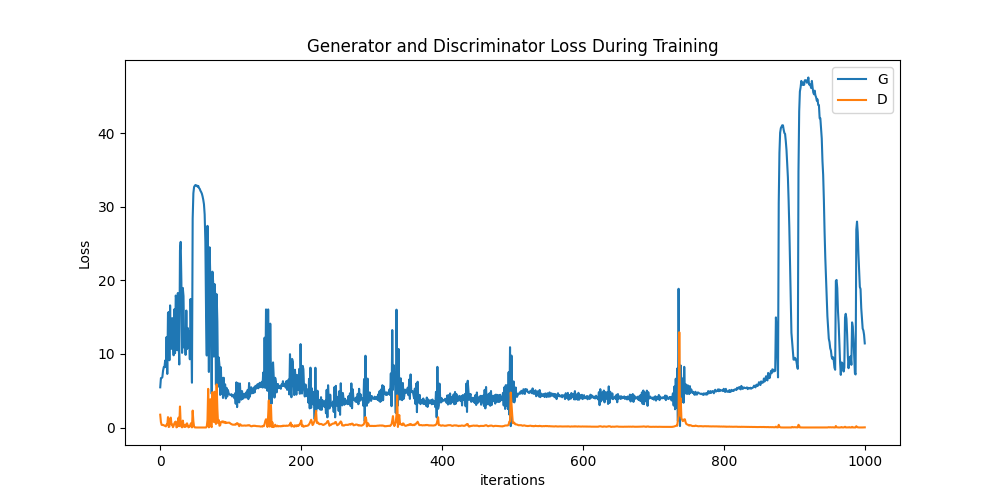 Generator and Discriminator Loss During Training
G
D
Loss
40
30
20
10
0
0 200 400 600 800 1000
iterations